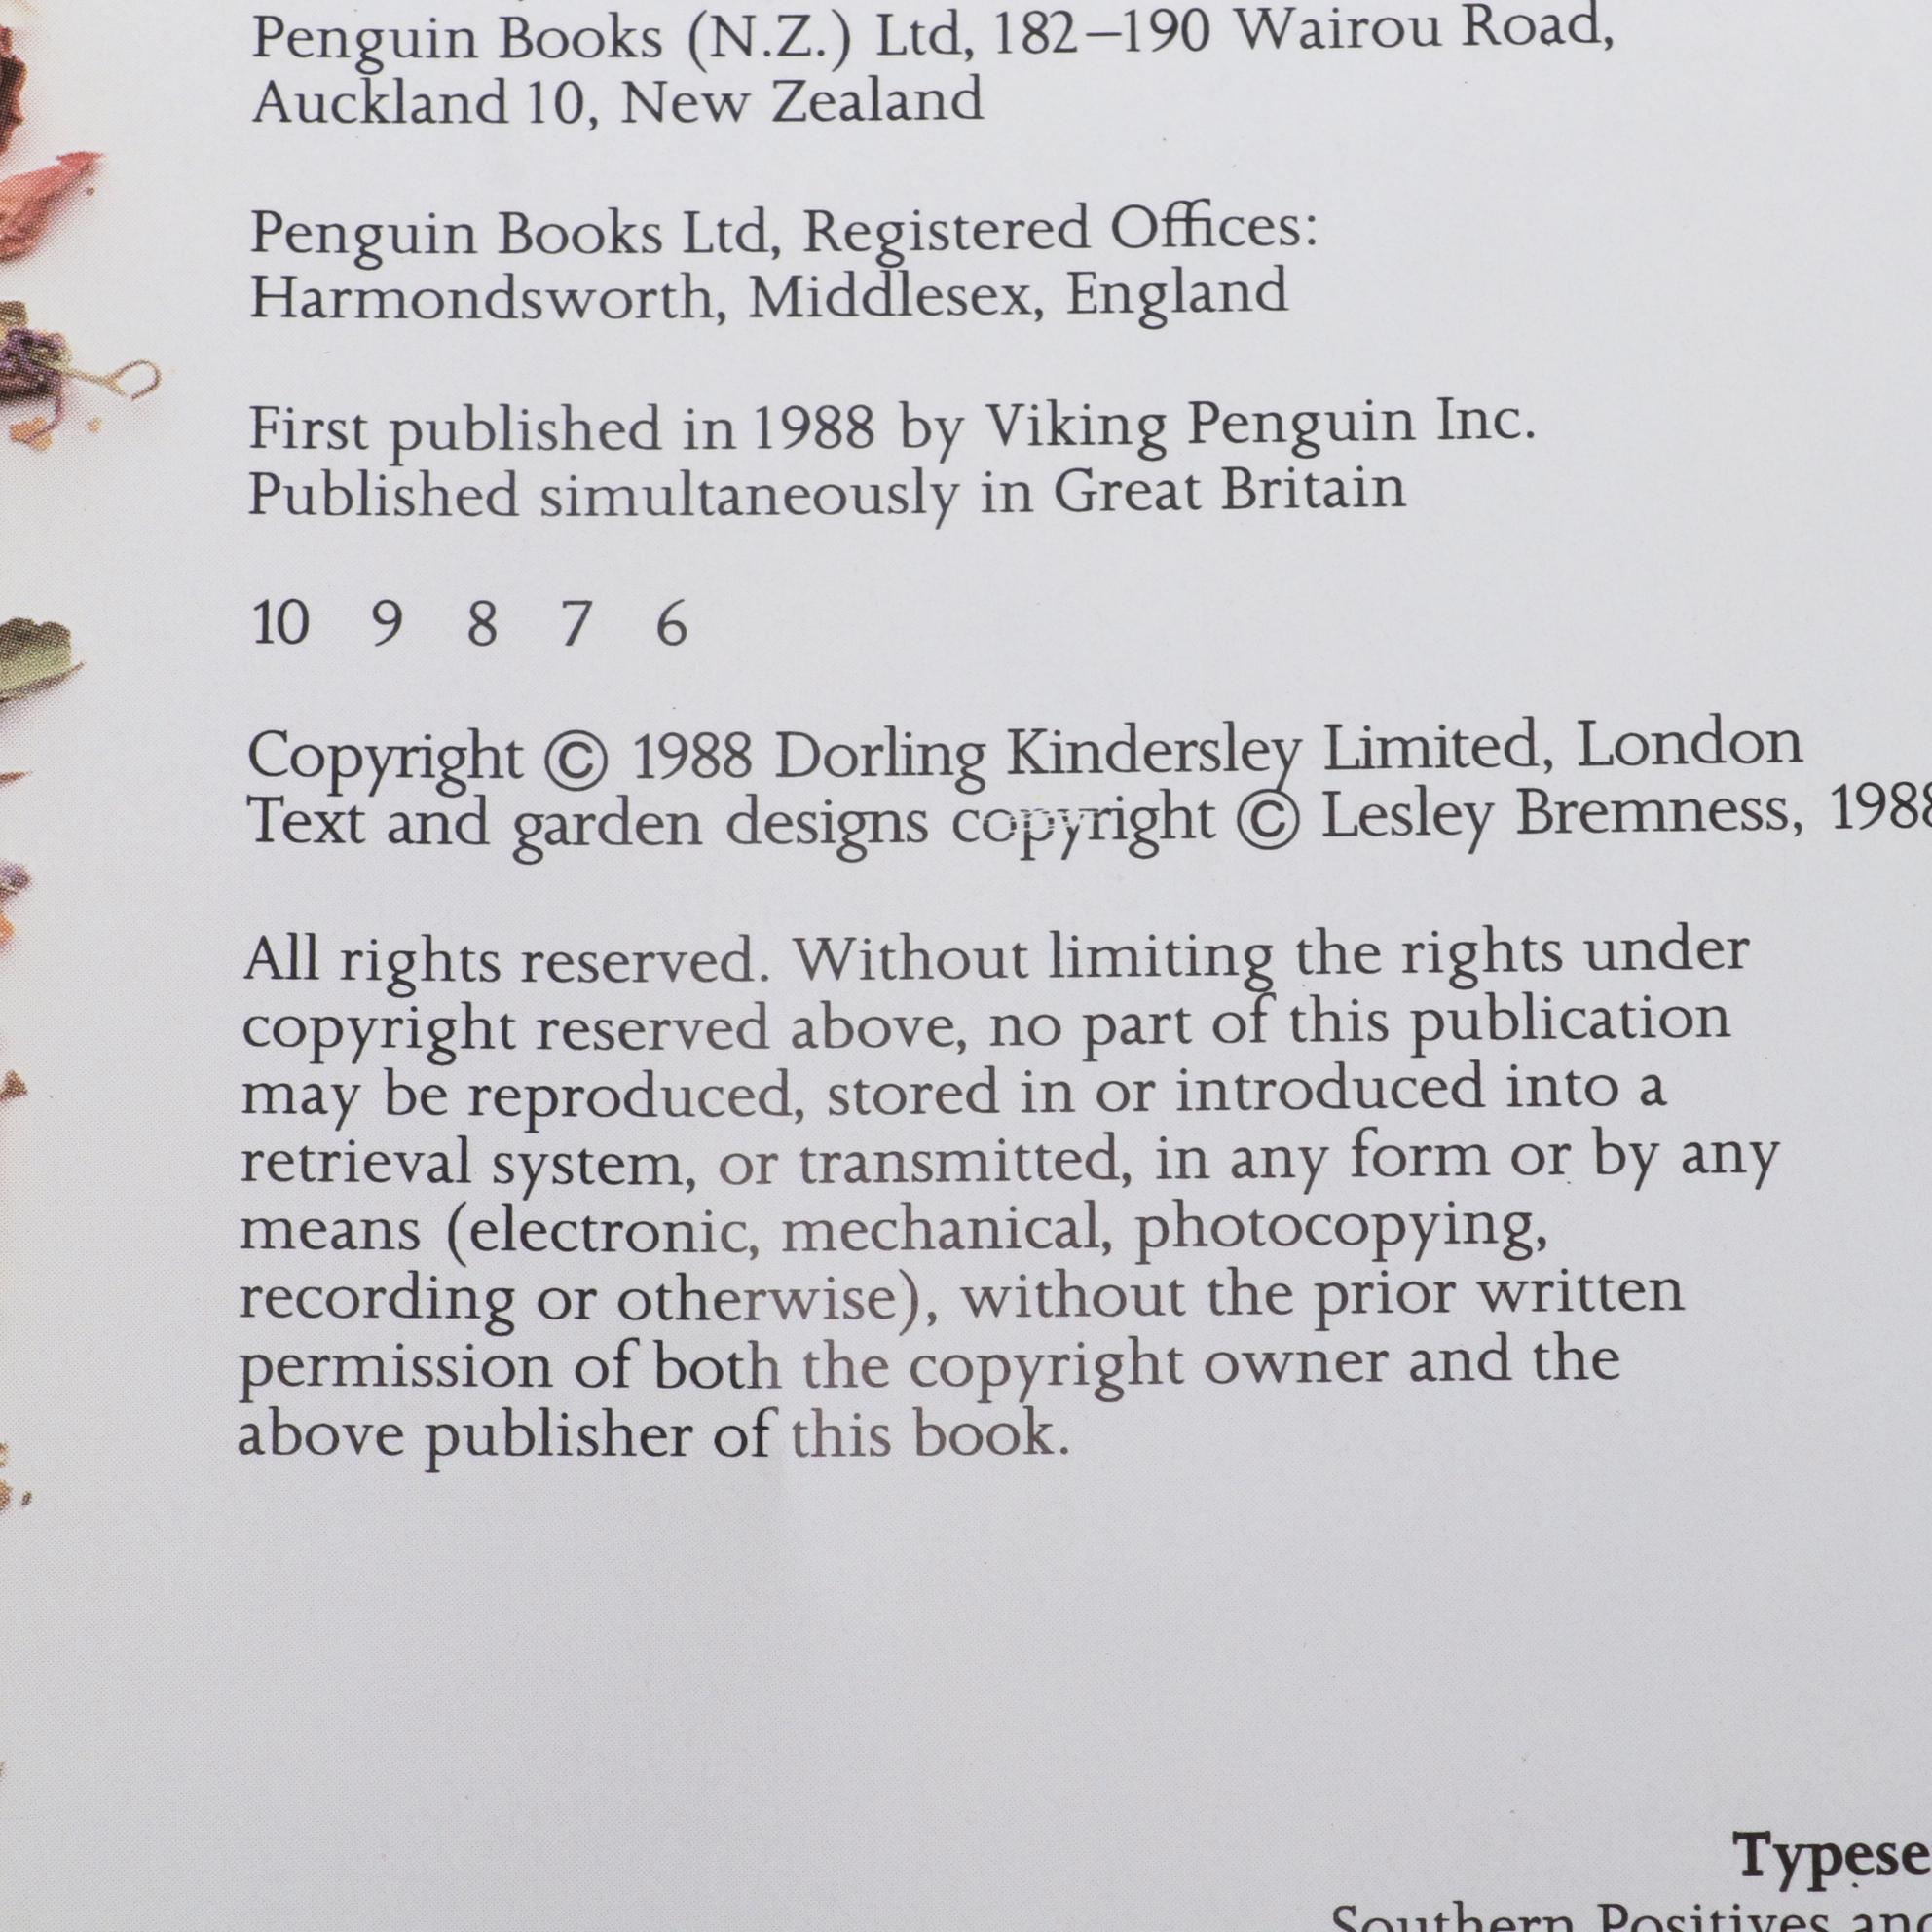 Penguin Books (N.Z.) Ltd, 182–190 Wairou Road,
Auckland 10, New Zealand
Penguin Books Ltd, Registered Offices:
Harmondsworth, Middlesex, England
First published in 1988 by Viking Penguin Inc.
Published simultaneously in Great Britain
10 9 8 7 6
Copyright © 1988 Dorling Kindersley Limited, London
Text and garden designs copyright © Lesley Bremness, 1988
All rights reserved. Without limiting the rights under
copyright reserved above, no part of this publication
may be reproduced, stored in or introduced into a
retrieval system, or transmitted, in any form or by any
means (electronic, mechanical, photocopying,
recording or otherwise), without the prior written
permission of both the copyright owner and the
above publisher of this book.
Typese
Southern Positives and